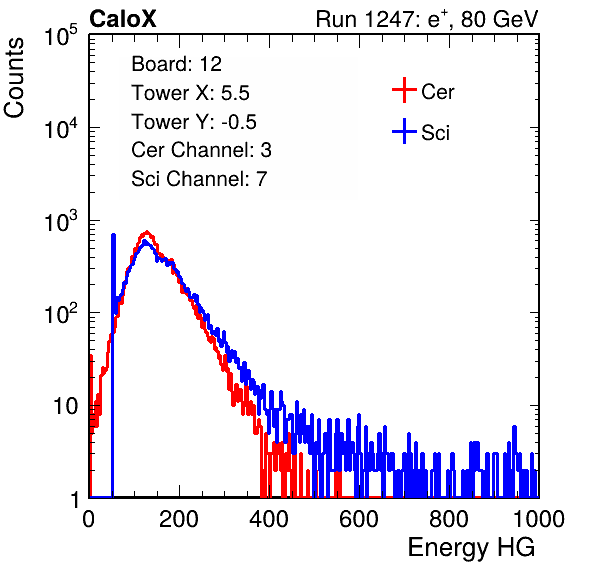 CaloX Run 1247: e⁺, 80 GeV
Counts
10⁵
10⁴
10³
10²
10
1
Board: 12
Tower X: 5.5
Tower Y: -0.5
Cer Channel: 3
Sci Channel: 7
Cer
Sci
0 200 400 600 800 1000
Energy HG